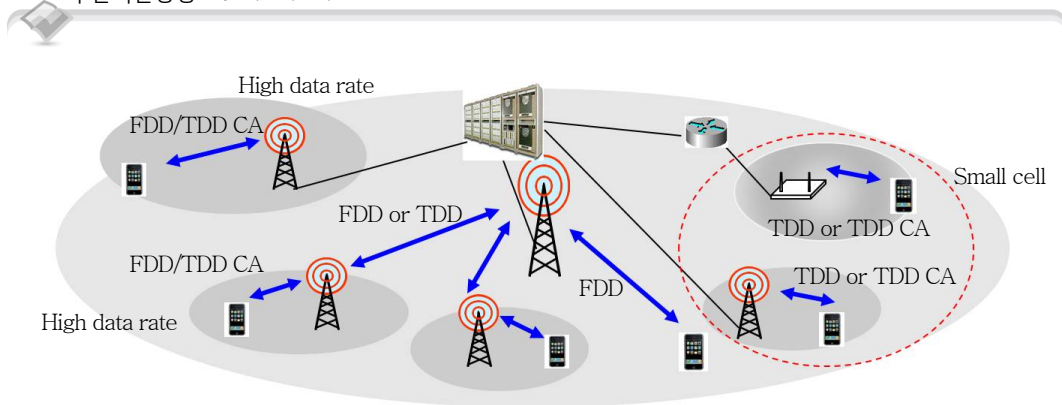 High data rate
FDD/TDD CA
FDD or TDD
FDD/TDD CA
High data rate
FDD
Small cell
TDD or TDD CA
TDD or TDD CA